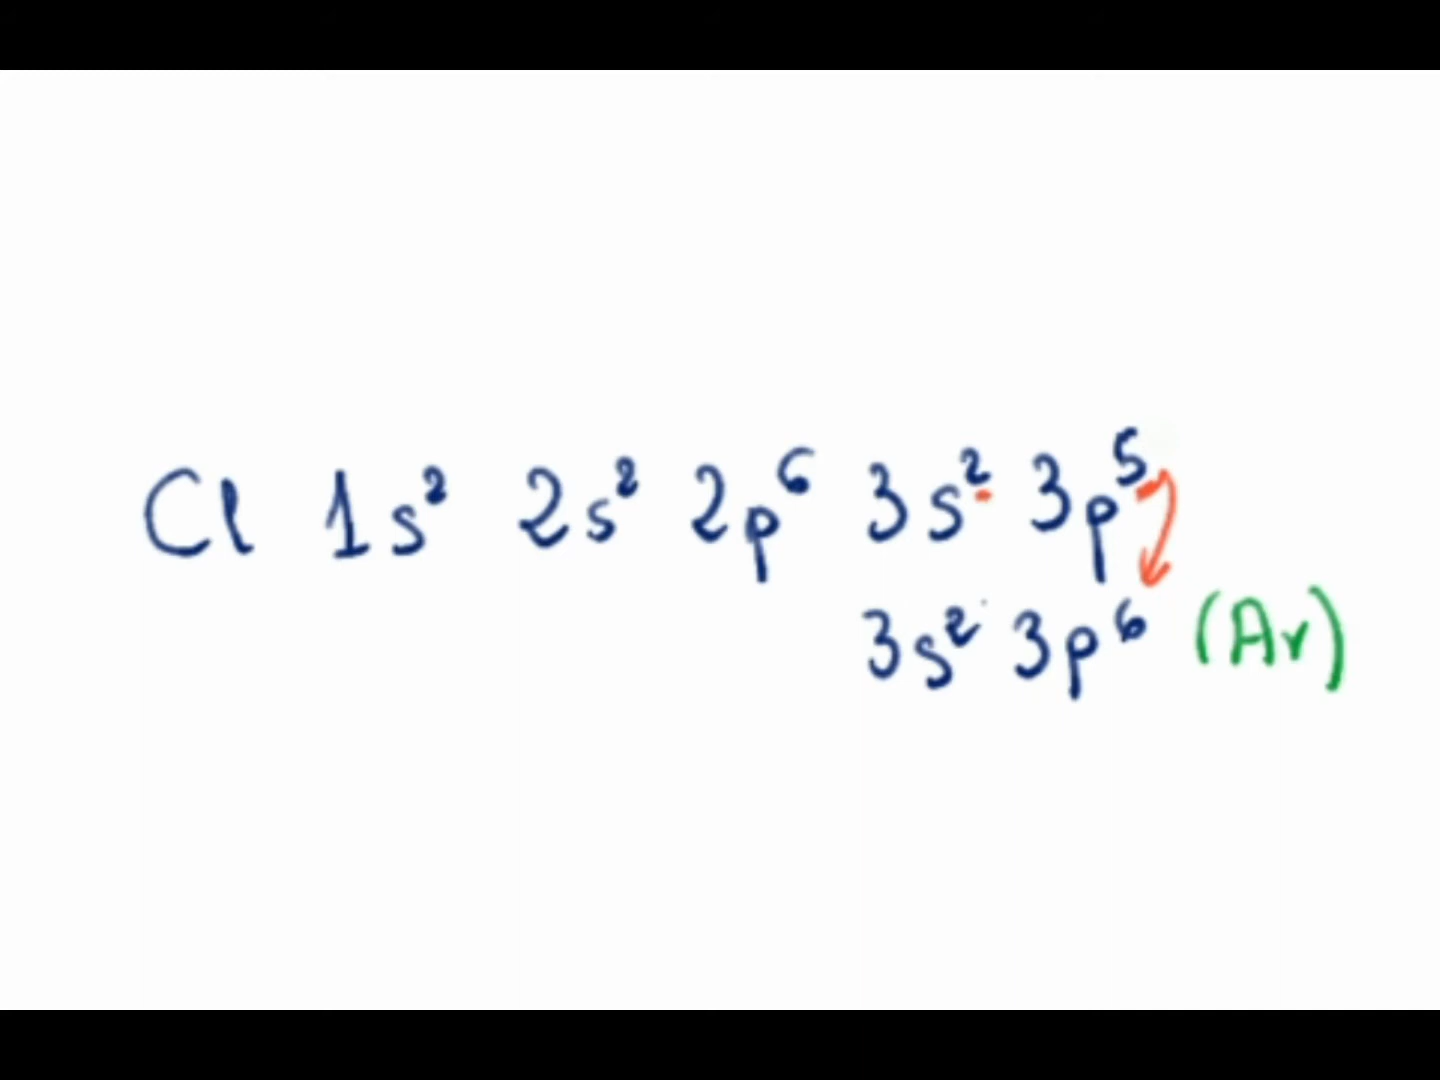 Cl 1s² 2s² 2p⁶ 3s² 3p⁵
3s² 3p⁶ (Ar)